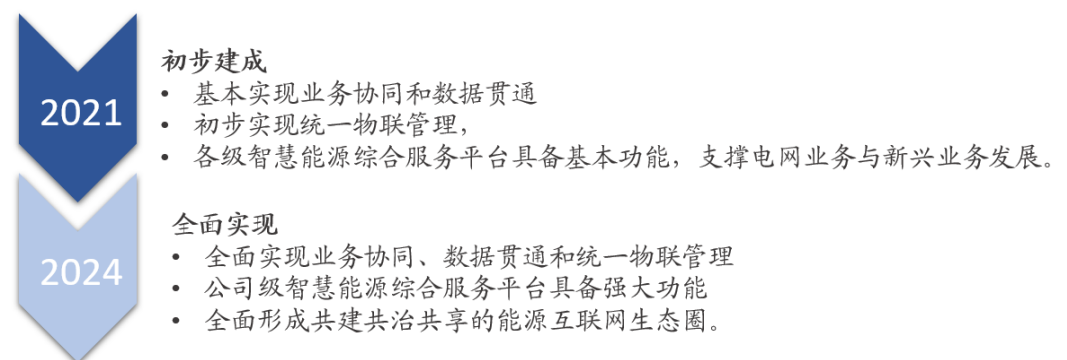 2021
初步建成
• 基本实现业务协同和数据贯通
• 初步实现统一物联管理，
• 各级智慧能源综合服务平台具备基本功能，支撑电网业务与新兴业务发展。
2024
全面实现
• 全面实现业务协同、数据贯通和统一物联管理
• 公司级智慧能源综合服务平台具备强大功能
• 全面形成共建共治共享的能源互联网生态圈。